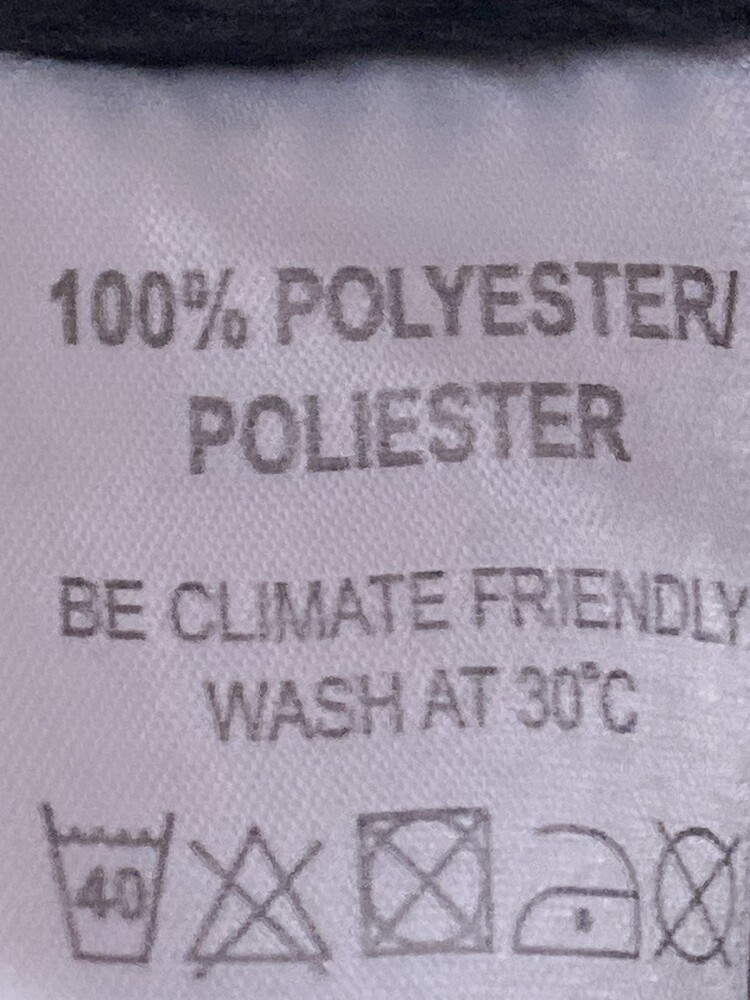 100% POLYESTER/
POLIESTER
BE CLIMATE FRIENDLY
WASH AT 30°C
40